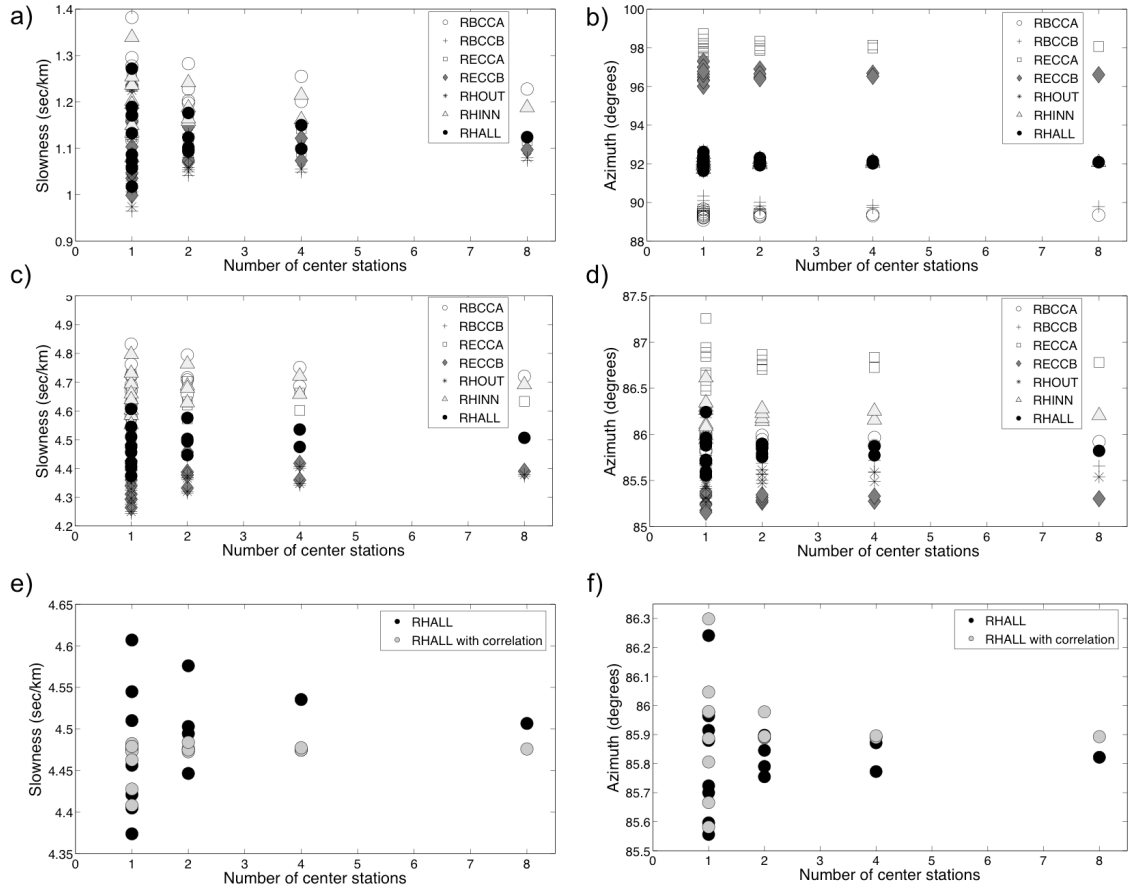 a)
Slowness (sec/km)
1.4
1.3
1.2
1.1
1
0.9
0 1 2 3 4 5 6 7 8
Number of center stations
RBCCA
RBCCB
RECCA
RECCB
RHOUT
RHINN
RHALL
b)
Azimuth (degrees)
100
98
96
94
92
90
88
0 1 2 3 4 5 6 7 8
Number of center stations
RBCCA
RBCCB
RECCA
RECCB
RHOUT
RHINN
RHALL
c)
Slowness (sec/km)
5
4.9
4.8
4.7
4.6
4.5
4.4
4.3
4.2
0 1 2 3 4 5 6 7 8
Number of center stations
RBCCA
RBCCB
RECCA
RECCB
RHOUT
RHINN
RHALL
d)
Azimuth (degrees)
87.5
87
86.5
86
85.5
85
0 1 2 3 4 5 6 7 8
Number of center stations
RBCCA
RBCCB
RECCA
RECCB
RHOUT
RHINN
RHALL
e)
Slowness (sec/km)
4.65
4.6
4.55
4.5
4.45
4.4
4.35
0 1 2 3 4 5 6 7 8
Number of center stations
RHALL
RHALL with correlation
f)
Azimuth (degrees)
86.3
86.2
86.1
86
85.9
85.8
85.7
85.6
85.5
0 1 2 3 4 5 6 7 8
Number of center stations
RHALL
RHALL with correlation